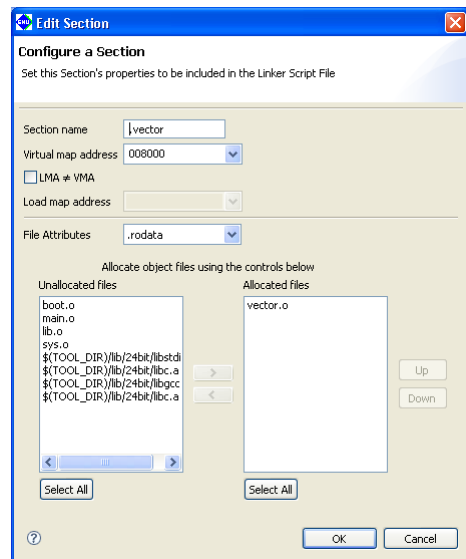 GNU Edit Section
Configure a Section
Set this Section's properties to be included in the Linker Script File
Section name .vector
Virtual map address 008000
LMA ≠ VMA
Load map address
File Attributes .rodata
Allocate object files using the controls below
Unallocated files Allocated files
boot.o vector.o
main.o
lib.o
sys.o
$(TOOL_DIR)/lib/24bit/libstdi
$(TOOL_DIR)/lib/24bit/libc.a
$(TOOL_DIR)/lib/24bit/libgcc
$(TOOL_DIR)/lib/24bit/libc.a
> Up
< Down
Select All Select All
? OK Cancel